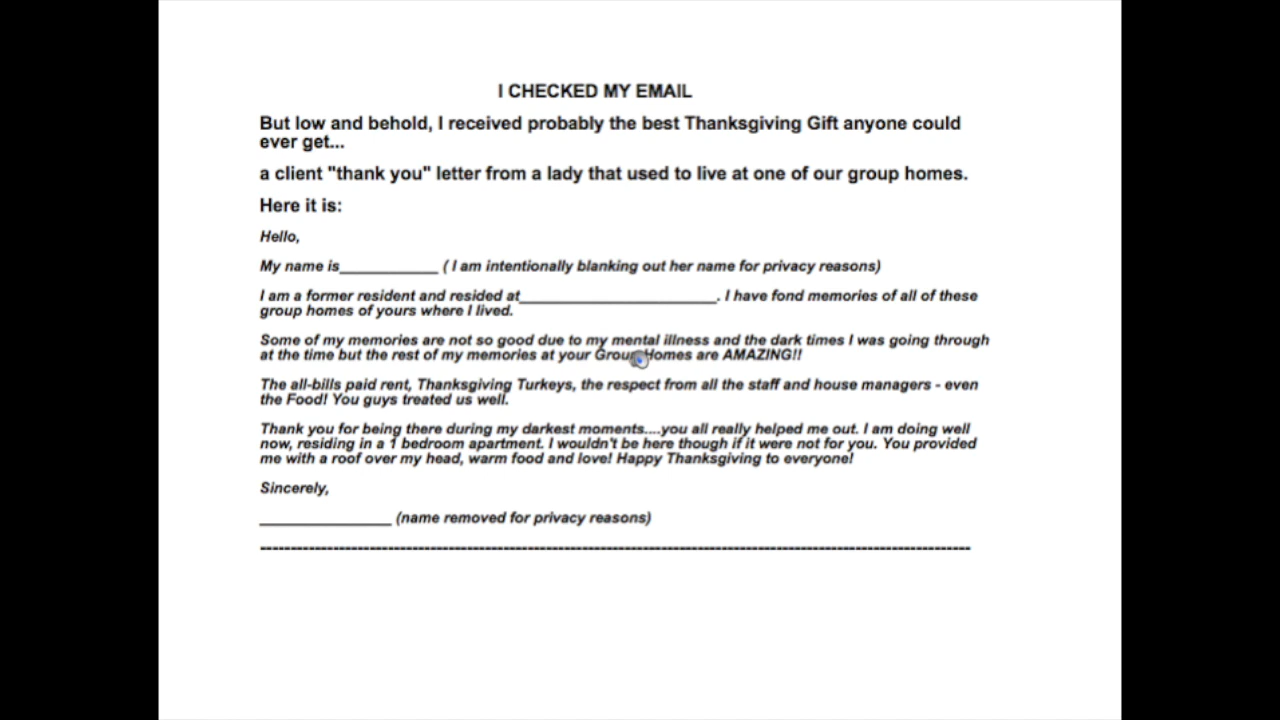 I CHECKED MY EMAIL
But low and behold, I received probably the best Thanksgiving Gift anyone could
ever get...
a client "thank you" letter from a lady that used to live at one of our group homes.
Here it is:
Hello,
My name is____________ ( I am intentionally blanking out her name for privacy reasons)
I am a former resident and resided at________________________. I have fond memories of all of these
group homes of yours where I lived.
Some of my memories are not so good due to my mental illness and the dark times I was going through
at the time but the rest of my memories at your Group Homes are AMAZING!!
The all-bills paid rent, Thanksgiving Turkeys, the respect from all the staff and house managers - even
the Food! You guys treated us well.
Thank you for being there during my darkest moments....you all really helped me out. I am doing well
now, residing in a 1 bedroom apartment. I wouldn't be here though if it were not for you. You provided
me with a roof over my head, warm food and love! Happy Thanksgiving to everyone!
Sincerely,
________________ (name removed for privacy reasons)
----------------------------------------------------------------------------------------------------------------------